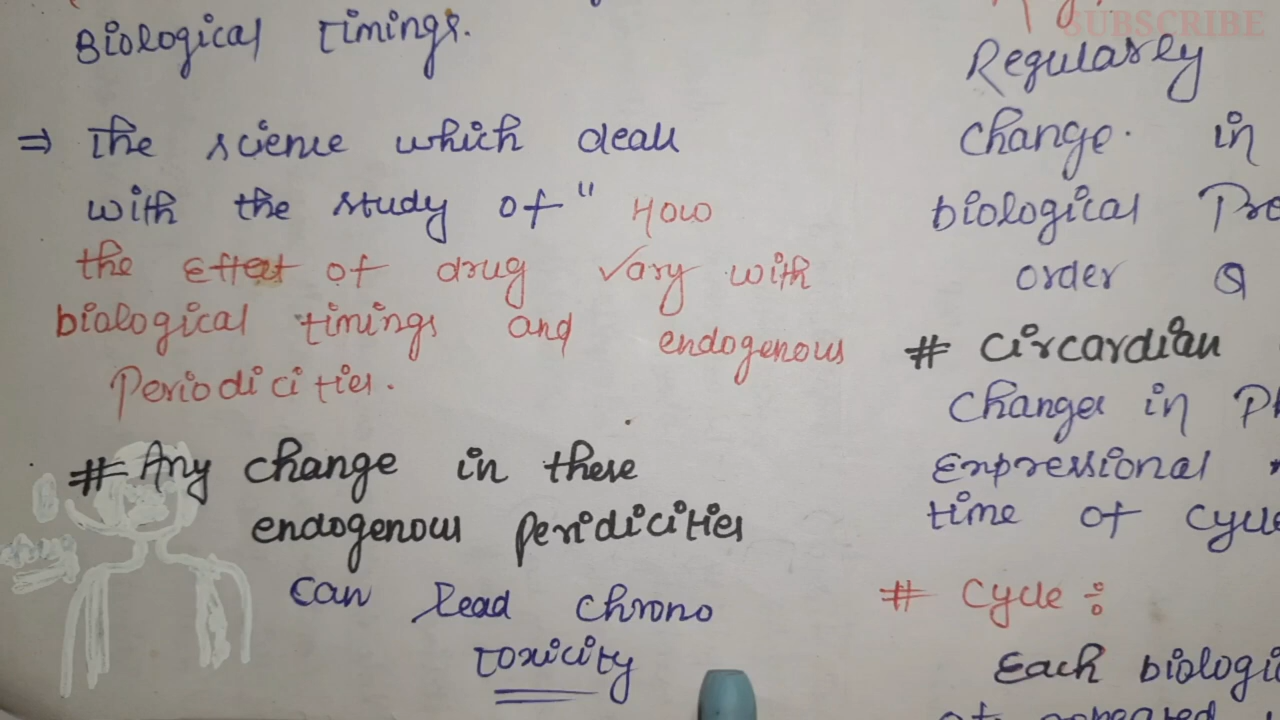 Biological timings.
⇒ The science which deals
with the study of " How
the Effect of drug vary with
biological timings and endogenous
Periodicities.
# Any change in these
endogenous peridicities
can lead chrono
toxicity
SUBSCRIBE
Regularly
change. in
biological
order
# Circardian
Changes in
Expressional
time of
# Cycle :
Each